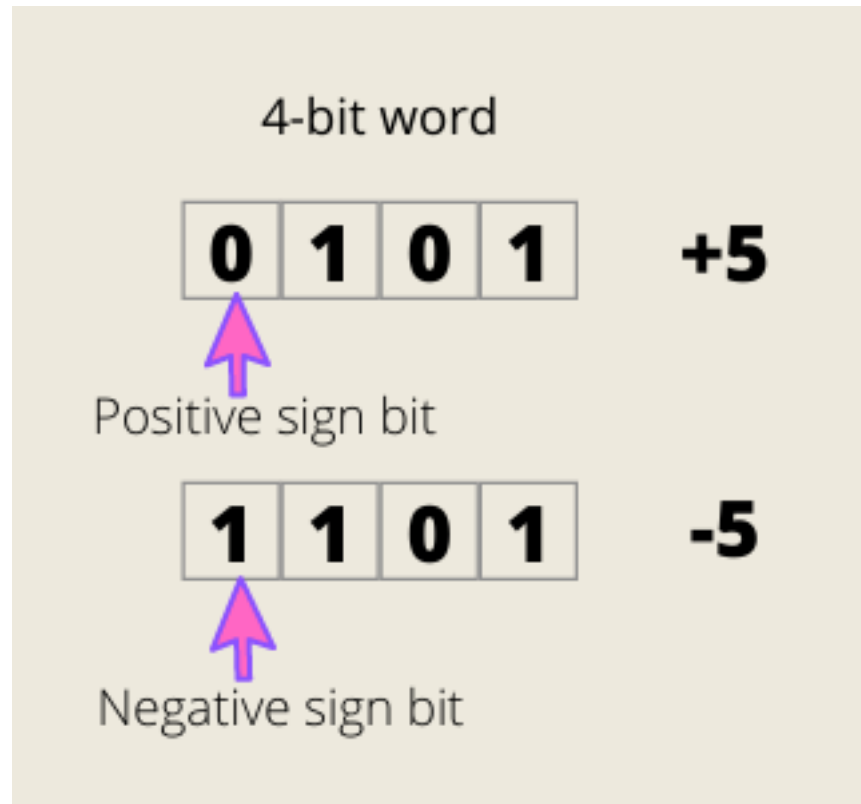 4-bit word
0 1 0 1 +5
Positive sign bit
1 1 0 1 -5
Negative sign bit